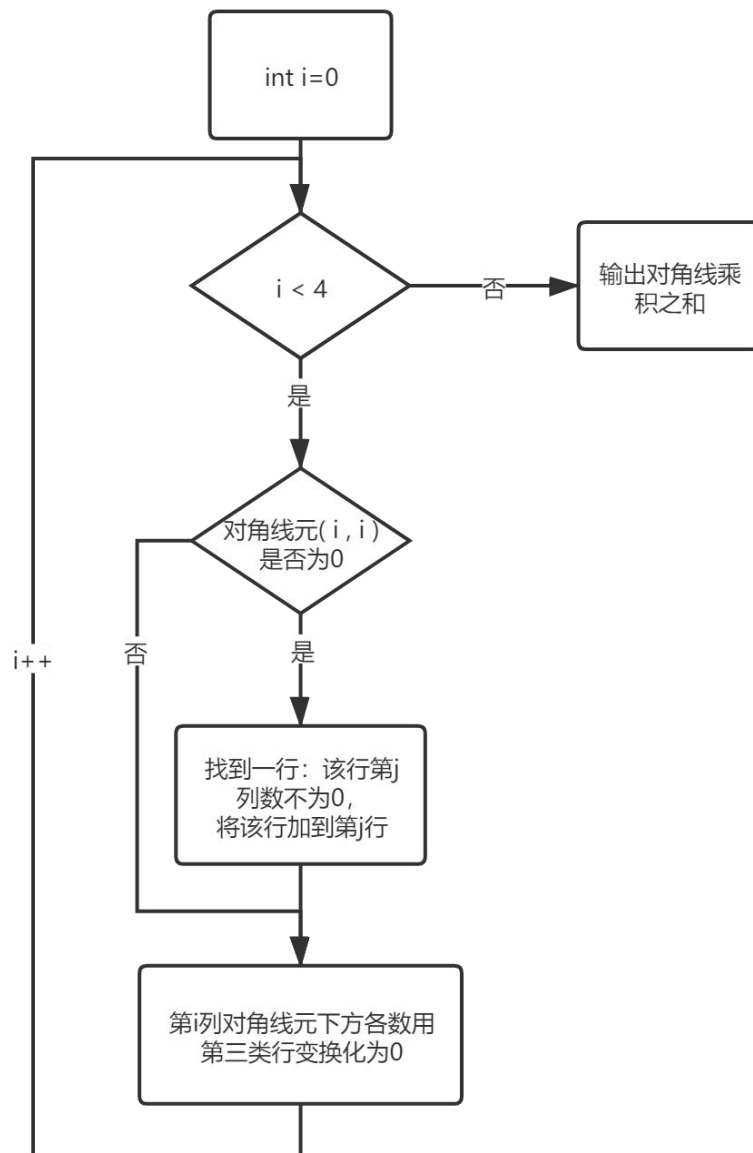 int i=0
i < 4
否
输出对角线乘
积之和
是
对角线元( i , i )
是否为0
否
是
i++
找到一行：该行第j
列数不为0，
将该行加到第j行
第i列对角线元下方各数用
第三类行变换化为0